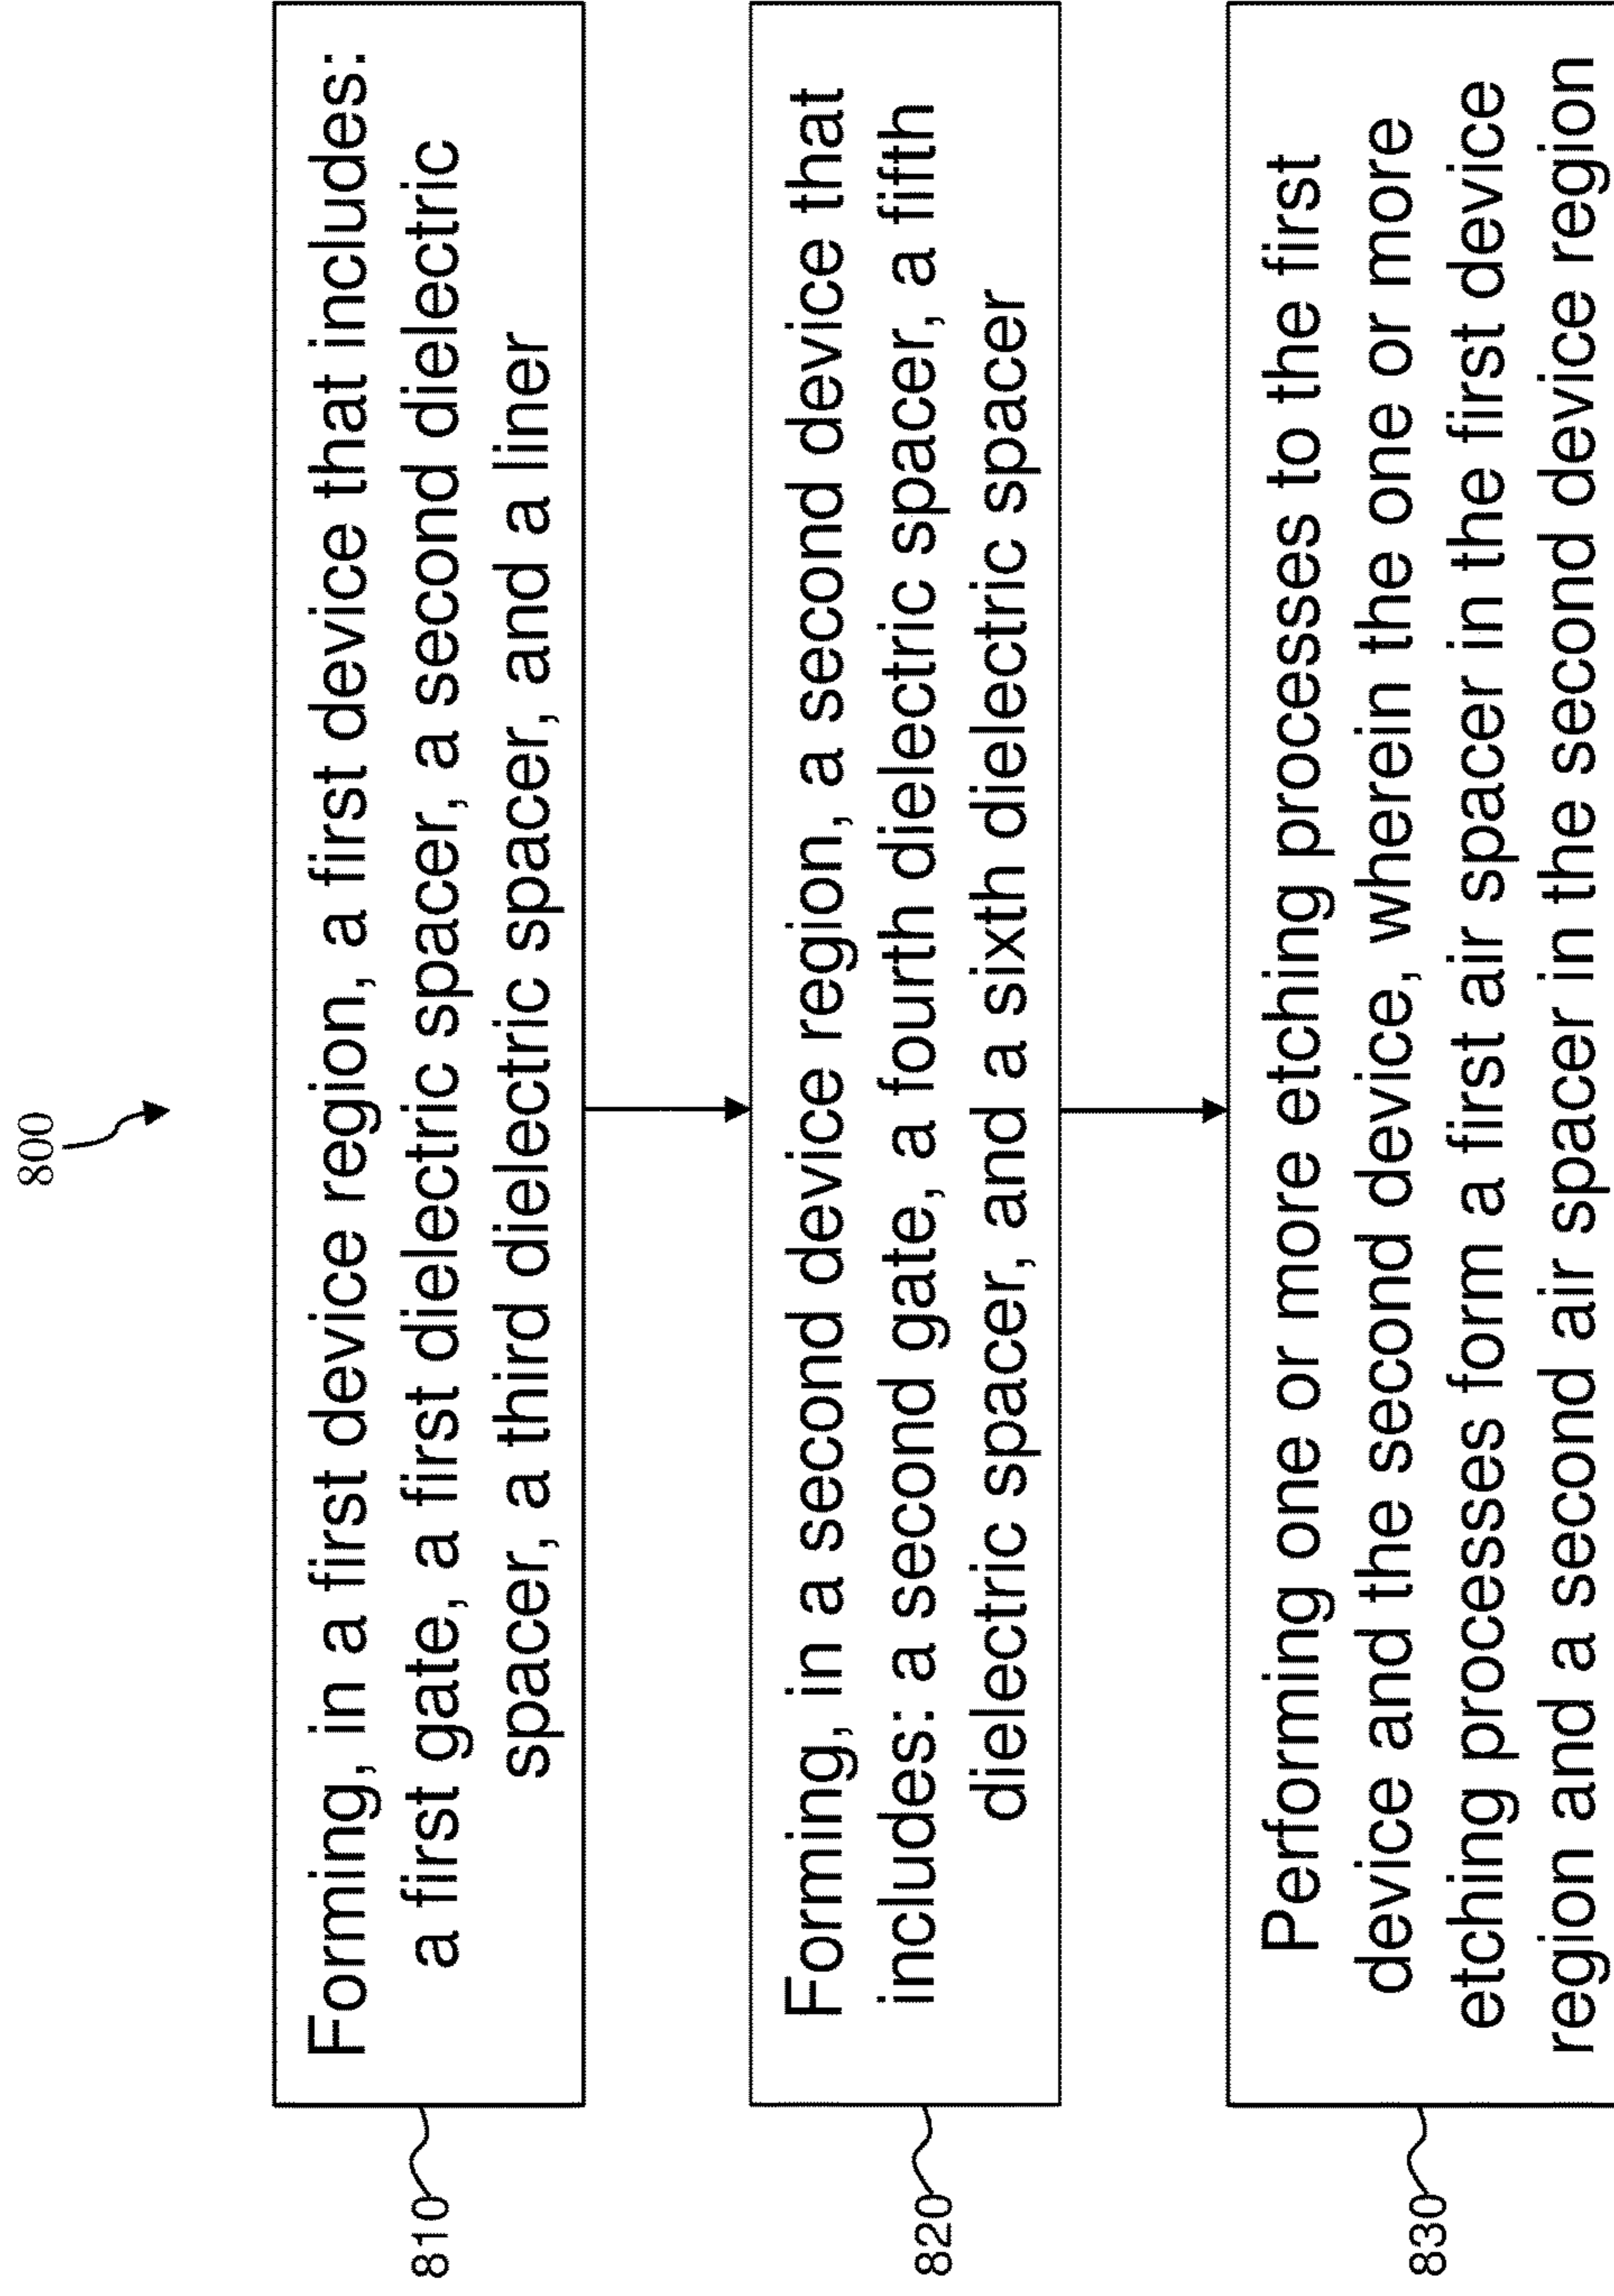 800
810
Forming, in a first device region, a first device that includes:
a first gate, a first dielectric spacer, a second dielectric
spacer, a third dielectric spacer, and a liner
820
Forming, in a second device region, a second device that
includes: a second gate, a fourth dielectric spacer, a fifth
dielectric spacer, and a sixth dielectric spacer
830
Performing one or more etching processes to the first
device and the second device, wherein the one or more
etching processes form a first air spacer in the first device
region and a second air spacer in the second device region